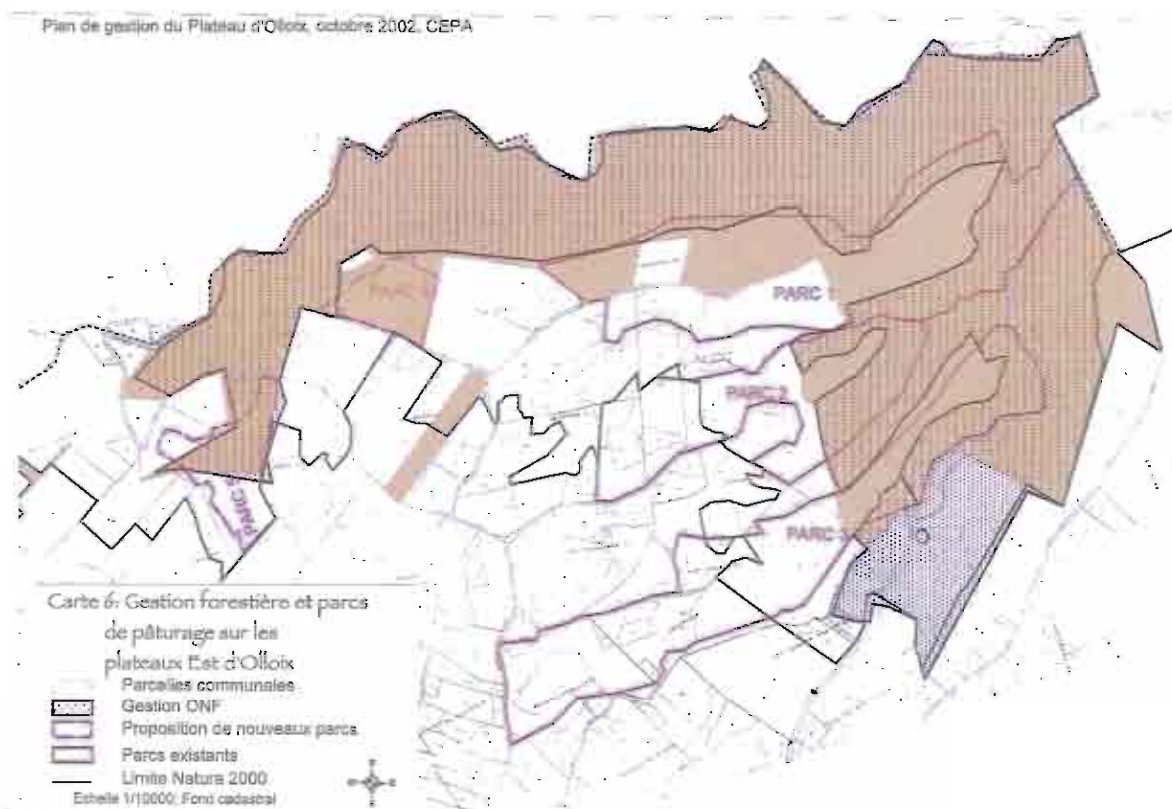 Plan de gestion du Plateau d'Olloix, octobre 2002, CEPA
PARC
PARC
PARC 2
PARC
PARC
Carte 6: Gestion forestière et parcs
de pâturage sur les
plateaux Est d'Olloix
Parcelles communales
Gestion ONF
Proposition de nouveaux parcs
Parcs existants
Limite Natura 2000
Echelle 1/10000; Fond cadastral